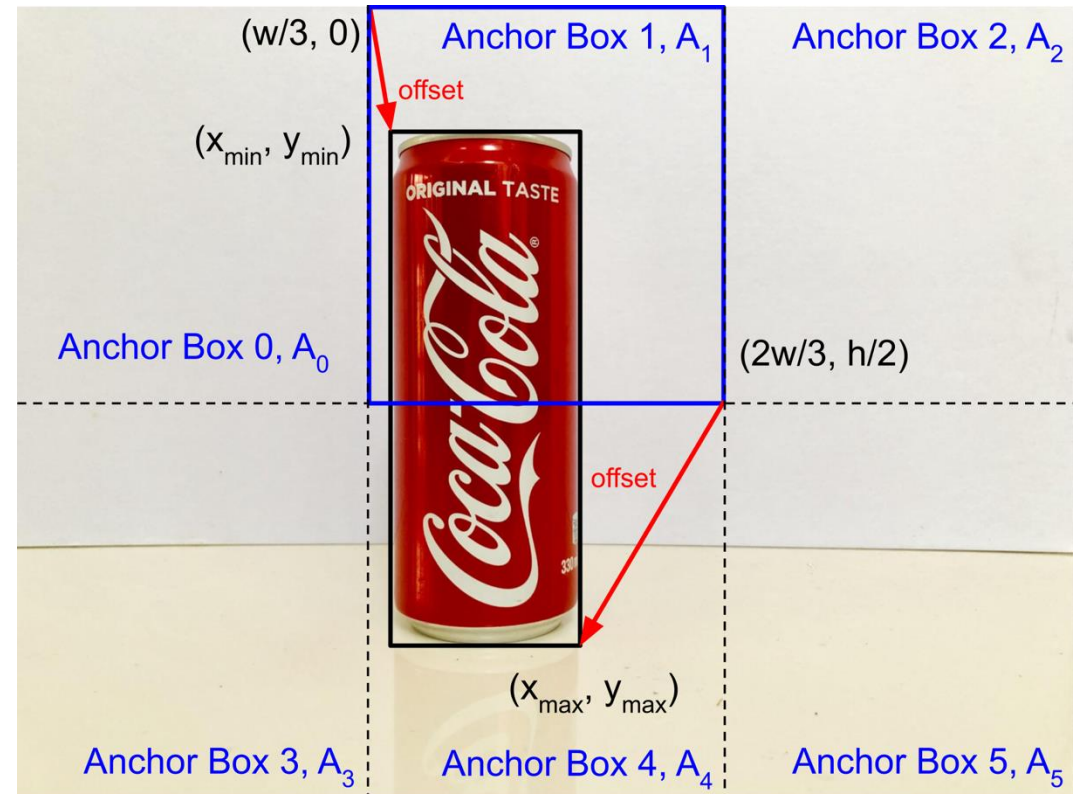 (w/3, 0)
Anchor Box 1, A₁
Anchor Box 2, A₂
offset
(xₘᵢₙ, yₘᵢₙ)
ORIGINAL TASTE
Coca-Cola
®
Anchor Box 0, A₀
(2w/3, h/2)
offset
330
(xₘₐₓ, yₘₐₓ)
Anchor Box 3, A₃
Anchor Box 4, A₄
Anchor Box 5, A₅